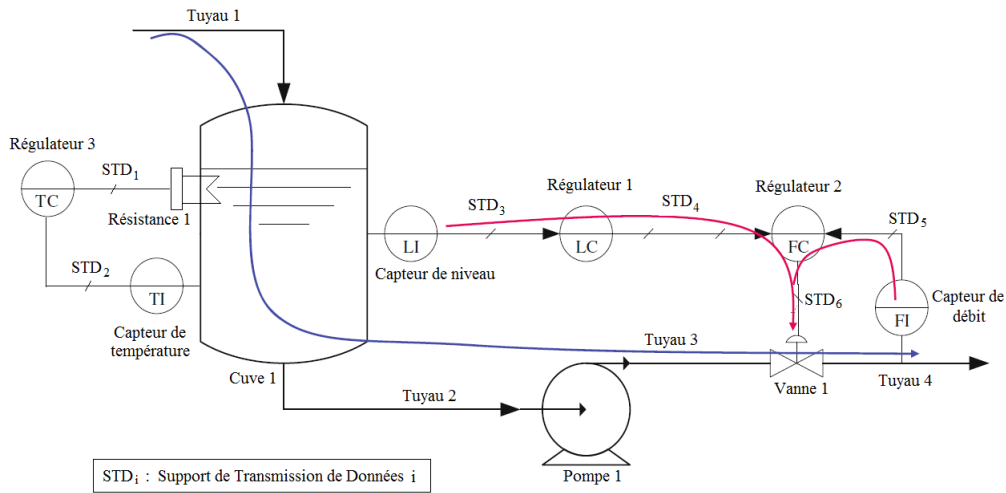 Tuyau 1
Régulateur 3
STD1
TC
Résistance 1
STD2
TI
Capteur de
température
Cuve 1
LI
Capteur de niveau
STD3
Régulateur 1
LC
STD4
Régulateur 2
FC
STD5
STD6
Capteur de
débit
FI
Tuyau 3
Vanne 1
Tuyau 4
Tuyau 2
Pompe 1
STDi : Support de Transmission de Données i